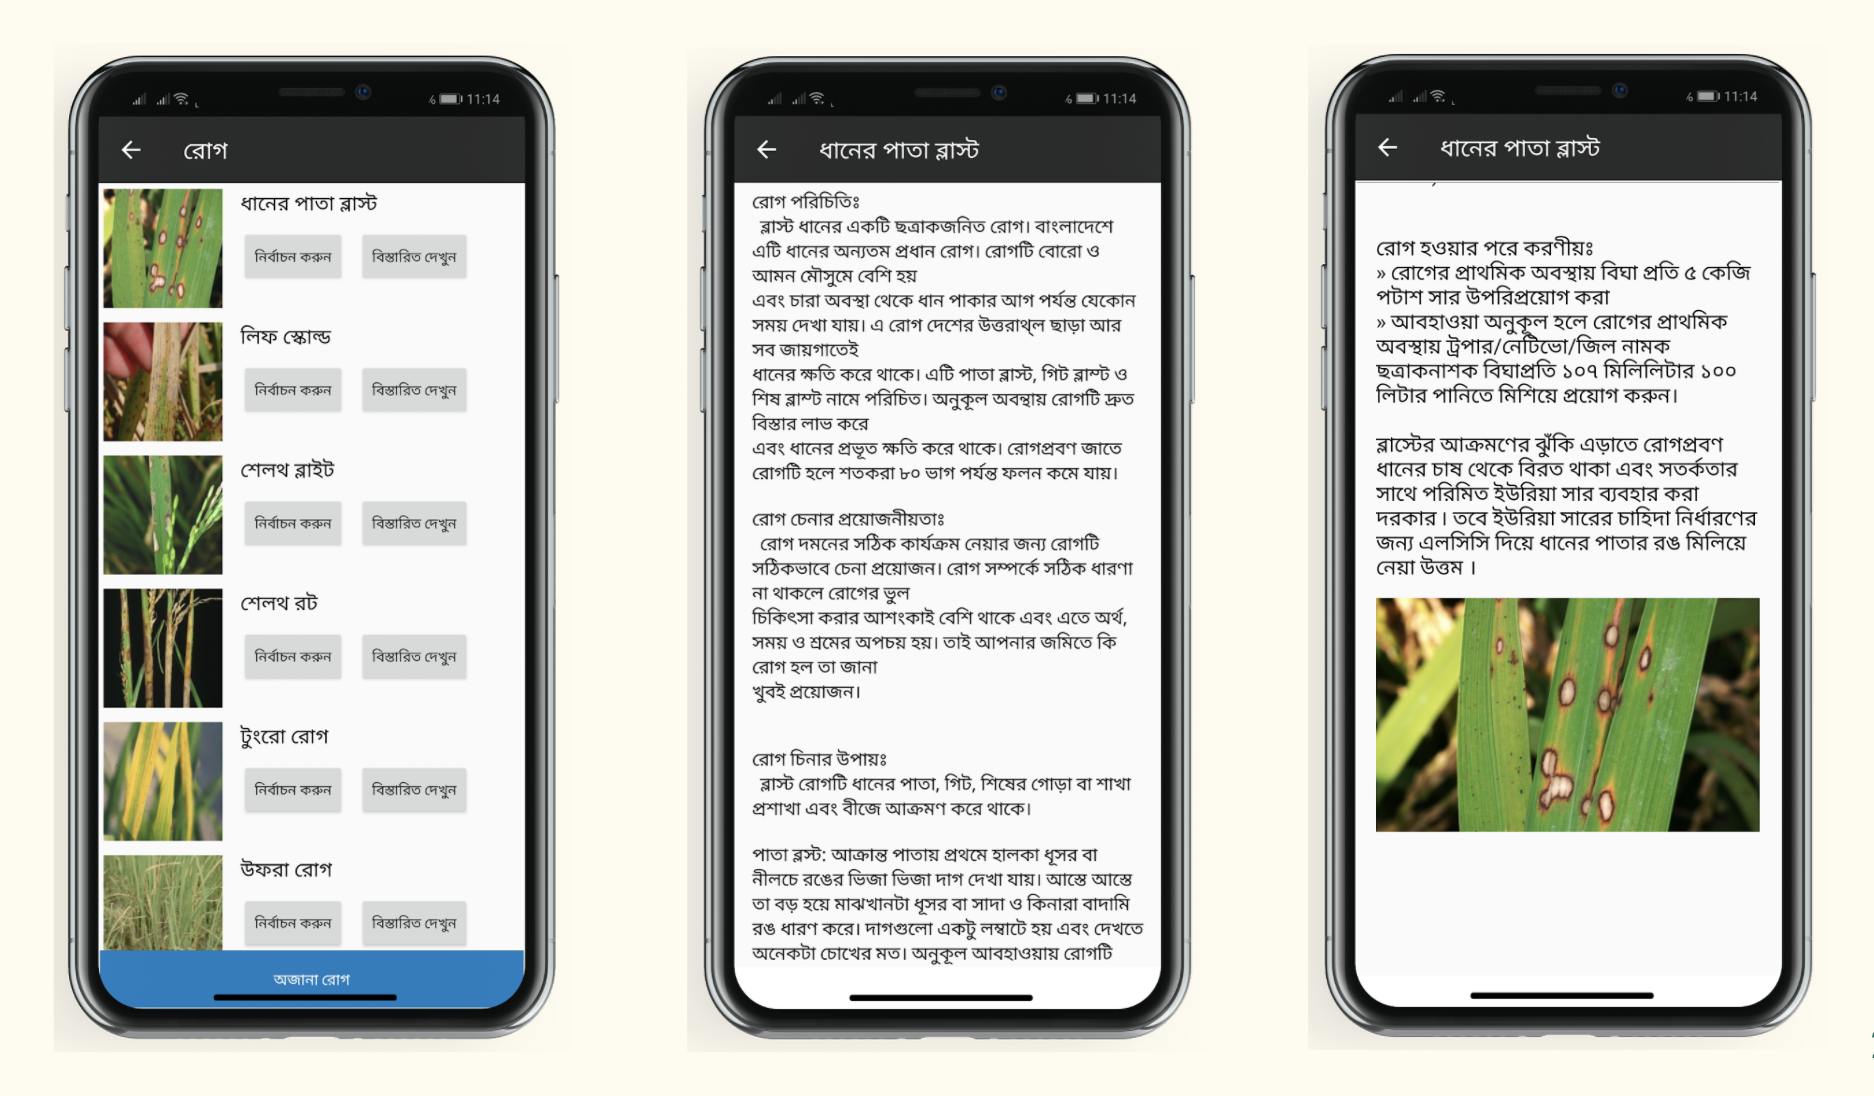 11:14
রোগ
ধানের পাতা ব্লাস্ট
নির্বাচন করুন
বিস্তারিত দেখুন
লিফ স্কোল্ড
নির্বাচন করুন
বিস্তারিত দেখুন
শেলথ ব্লাইট
নির্বাচন করুন
বিস্তারিত দেখুন
শেলথ রট
নির্বাচন করুন
বিস্তারিত দেখুন
টুংরো রোগ
নির্বাচন করুন
বিস্তারিত দেখুন
উফরা রোগ
নির্বাচন করুন
বিস্তারিত দেখুন
অজানা রোগ
11:14
ধানের পাতা ব্লাস্ট
রোগ পরিচিতিঃ
ব্লাস্ট ধানের একটি ছত্রাকজনিত রোগ। বাংলাদেশে
এটি ধানের অন্যতম প্রধান রোগ। রোগটি বোরো ও
আমন মৌসুমে বেশি হয়
এবং চারা অবস্থা থেকে ধান পাকার আগ পর্যন্ত যেকোন
সময় দেখা যায়। এ রোগ দেশের উত্তরাথ্ল ছাড়া আর
সব জায়গাতেই
ধানের ক্ষতি করে থাকে। এটি পাতা ব্লাস্ট, গিট ব্লাম্ট ও
শিষ ব্লাম্ট নামে পরিচিত। অনুকূল অবন্থায় রোগটি দ্রুত
বিস্তার লাভ করে
এবং ধানের প্রভূত ক্ষতি করে থাকে। রোগপ্রবণ জাতে
রোগটি হলে শতকরা ৮০ ভাগ পর্যন্ত ফলন কমে যায়।
রোগ চেনার প্রয়োজনীয়তাঃ
রোগ দমনের সঠিক কার্যক্রম নেয়ার জন্য রোগটি
সঠিকভাবে চেনা প্রয়োজন। রোগ সম্পর্কে সঠিক ধারণা
না থাকলে রোগের ভুল
চিকিৎসা করার আশংকাই বেশি থাকে এবং এতে অর্থ,
সময় ও শ্রমের অপচয় হয়। তাই আপনার জমিতে কি
রোগ হল তা জানা
খুবই প্রয়োজন।
রোগ চিনার উপায়ঃ
ব্লাস্ট রোগটি ধানের পাতা, গিট, শিষের গোড়া বা শাখা
প্রশাখা এবং বীজে আক্রমণ করে থাকে।
পাতা ব্লস্ট: আক্রান্ত পাতায় প্রথমে হালকা ধূসর বা
নীলচে রঙের ভিজা ভিজা দাগ দেখা যায়। আস্তে আস্তে
তা বড় হয়ে মাঝখানটা ধূসর বা সাদা ও কিনারা বাদামি
রঙ ধারণ করে। দাগগুলো একটু লম্বাটে হয় এবং দেখতে
অনেকটা চোখের মত। অনুকূল আবহাওয়ায় রোগটি
11:14
ধানের পাতা ব্লাস্ট
রোগ হওয়ার পরে করণীয়ঃ
» রোগের প্রাথমিক অবস্থায় বিঘা প্রতি ৫ কেজি
পটাশ সার উপরিপ্রয়োগ করা
» আবহাওয়া অনুকূল হলে রোগের প্রাথমিক
অবস্থায় ট্রপার/নেটিভো/জিল নামক
ছত্রাকনাশক বিঘাপ্রতি ১০৭ মিলিলিটার ১০০
লিটার পানিতে মিশিয়ে প্রয়োগ করুন।
ব্লাস্টের আক্রমণের ঝুঁকি এড়াতে রোগপ্রবণ
ধানের চাষ থেকে বিরত থাকা এবং সতর্কতার
সাথে পরিমিত ইউরিয়া সার ব্যবহার করা
দরকার । তবে ইউরিয়া সারের চাহিদা নির্ধারণের
জন্য এলসিসি দিয়ে ধানের পাতার রঙ মিলিয়ে
নেয়া উত্তম ।